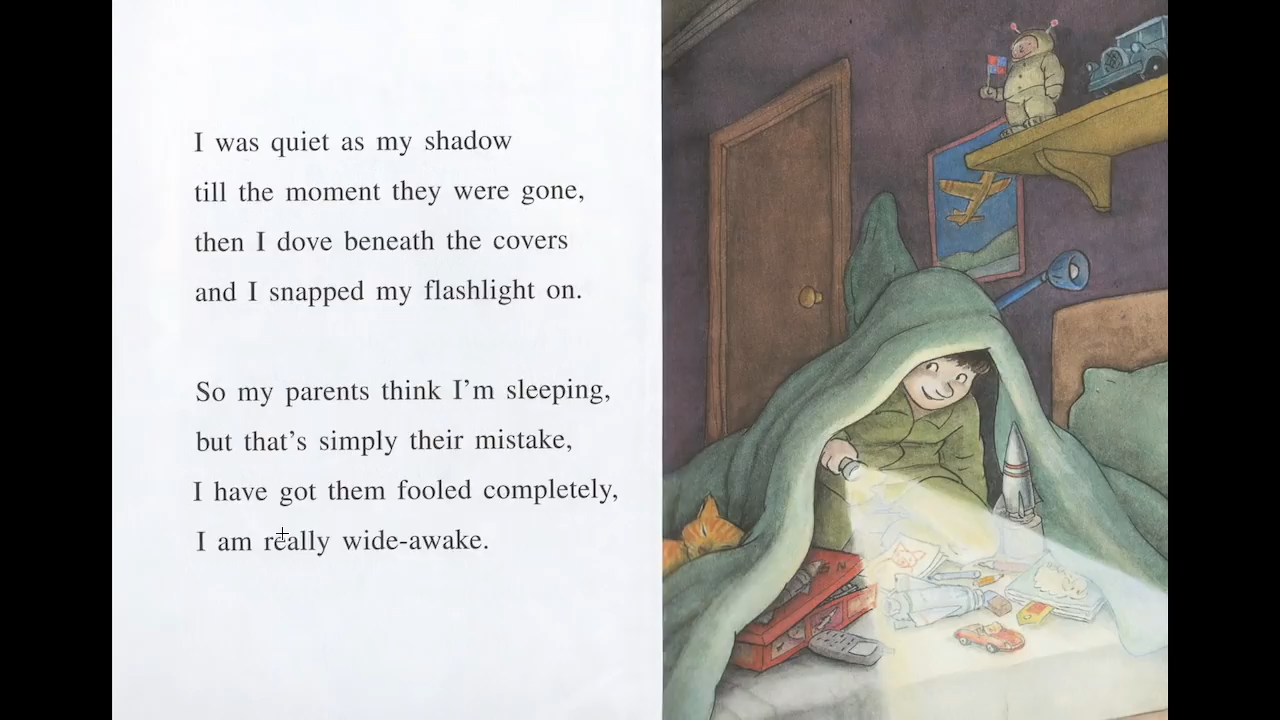 I was quiet as my shadow
till the moment they were gone,
then I dove beneath the covers
and I snapped my flashlight on.
So my parents think I'm sleeping,
but that's simply their mistake,
I have got them fooled completely,
I am really wide-awake.